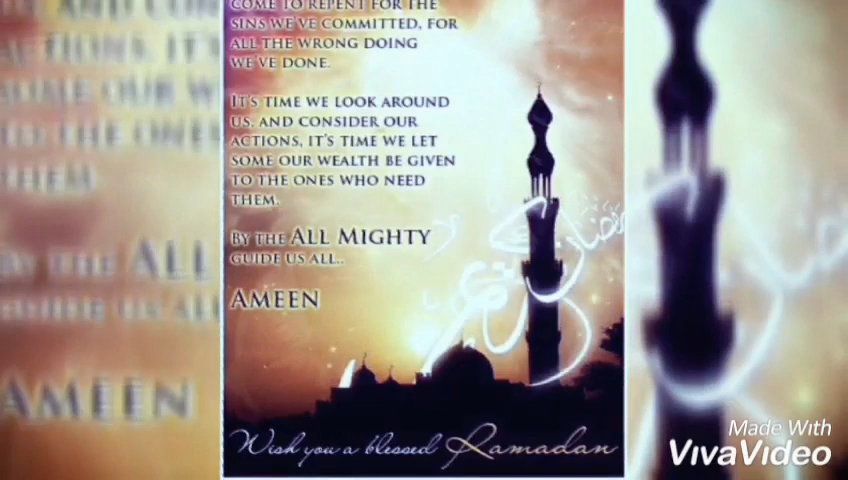 COME TO REPENT FOR THE
SINS WE'VE COMMITTED, FOR
ALL THE WRONG DOING
WE'VE DONE.
IT'S TIME WE LOOK AROUND
US, AND CONSIDER OUR
ACTIONS, IT'S TIME WE LET
SOME OUR WEALTH BE GIVEN
TO THE ONES WHO NEED
THEM.
BY THE ALL MIGHTY
GUIDE US ALL..
AMEEN
Wish you a blessed Ramadan
Made With
VivaVideo